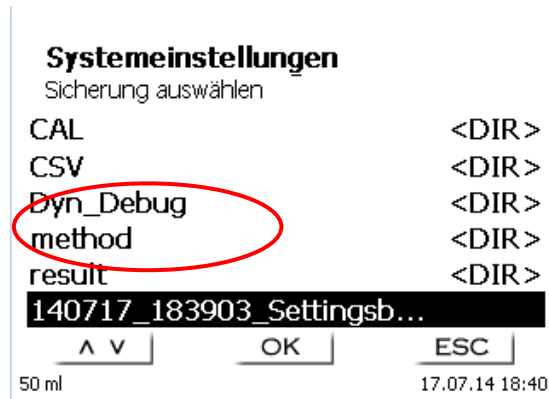 Systemeinstellungen
Sicherung auswählen
CAL <DIR>
CSV <DIR>
Dyn_Debug <DIR>
method <DIR>
result <DIR>
140717_183903_Settingsb...
∧ ∨ OK ESC
50 ml 17.07.14 18:40